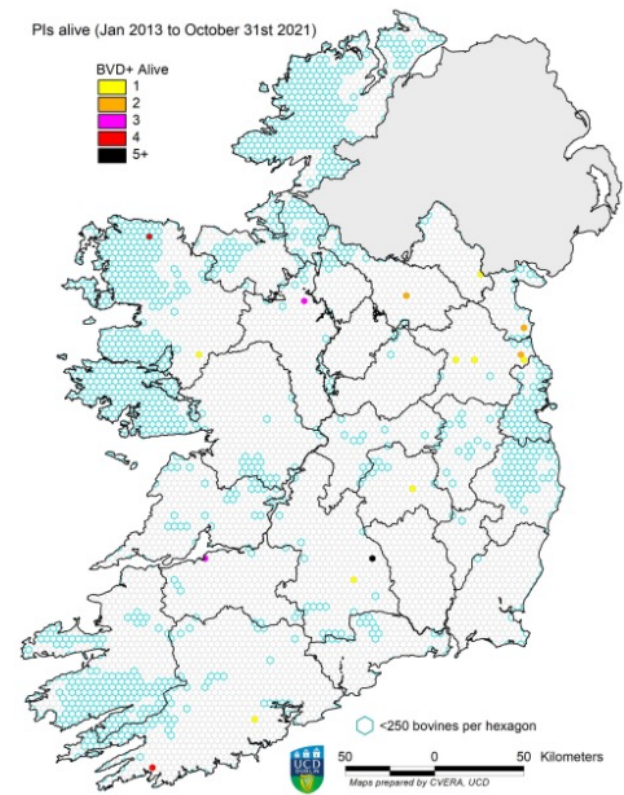 PIs alive (Jan 2013 to October 31st 2021)
BVD+ Alive
1
2
3
4
5+
<250 bovines per hexagon
UCD
DUBLIN
50 0 50 Kilometers
Maps prepared by CVERA, UCD